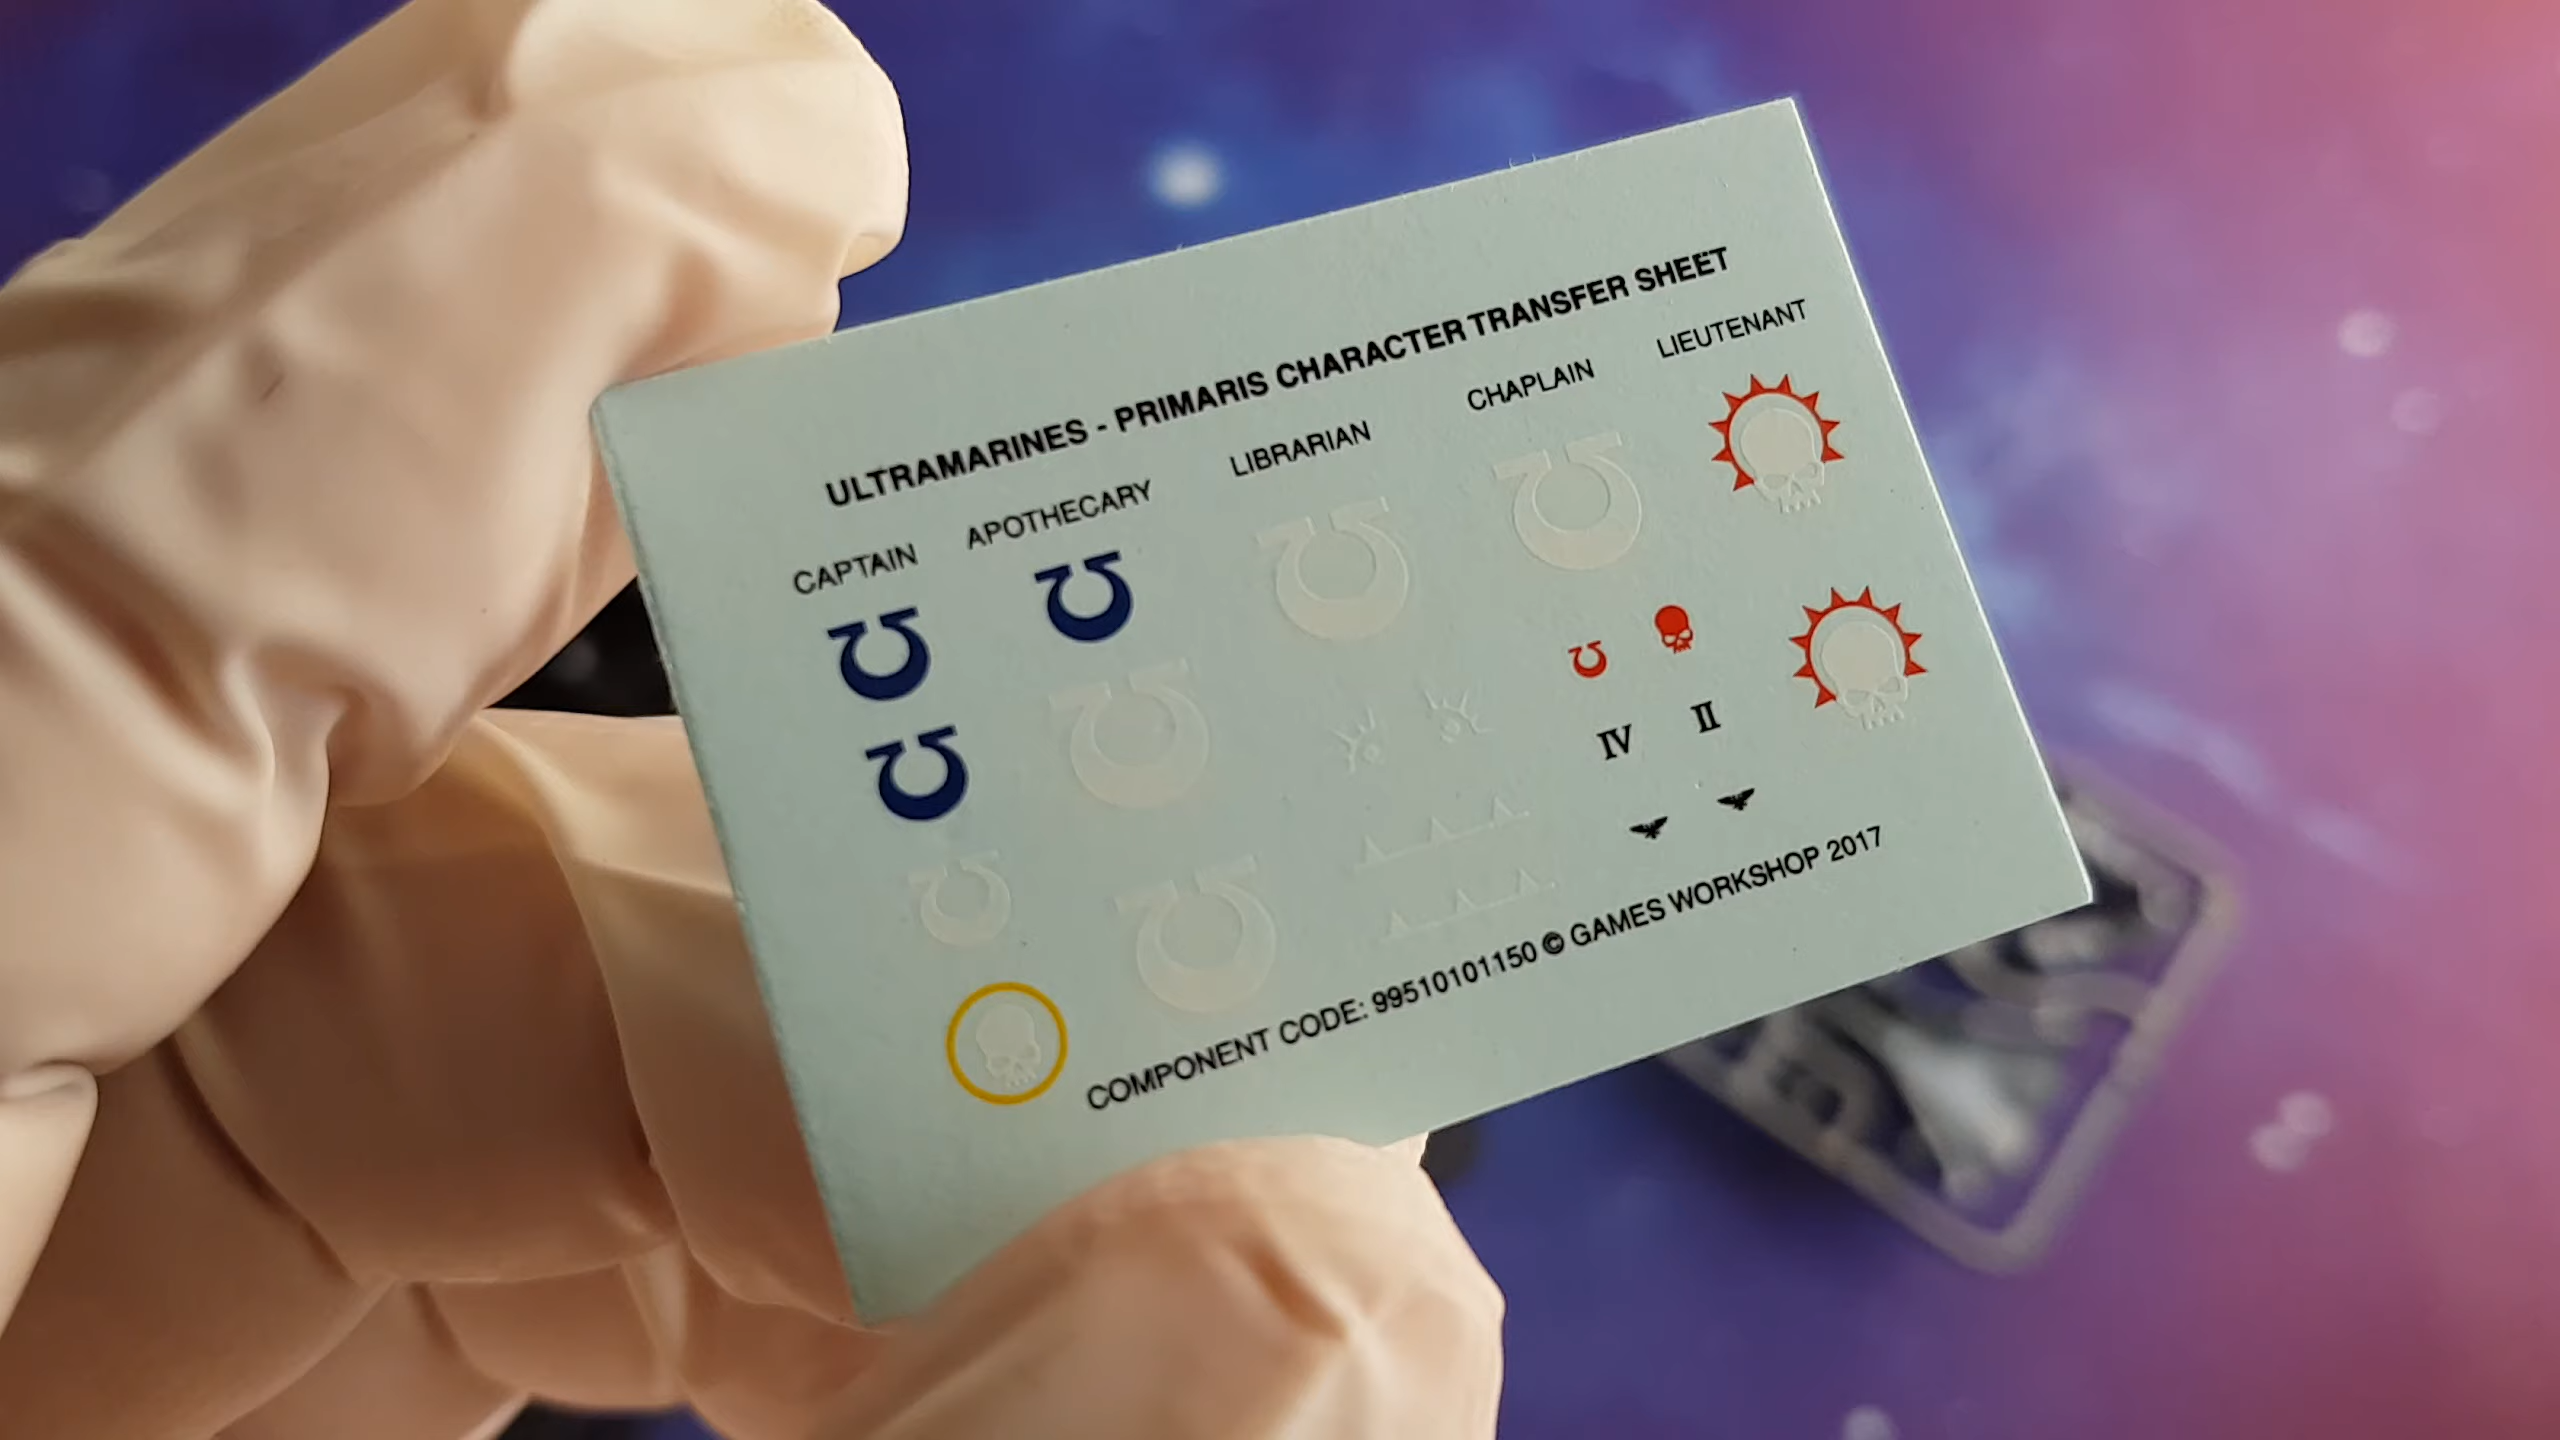 ULTRAMARINES - PRIMARIS CHARACTER TRANSFER SHEET
CAPTAIN APOTHECARY LIBRARIAN CHAPLAIN LIEUTENANT
IV II
COMPONENT CODE: 99510101150 © GAMES WORKSHOP 2017